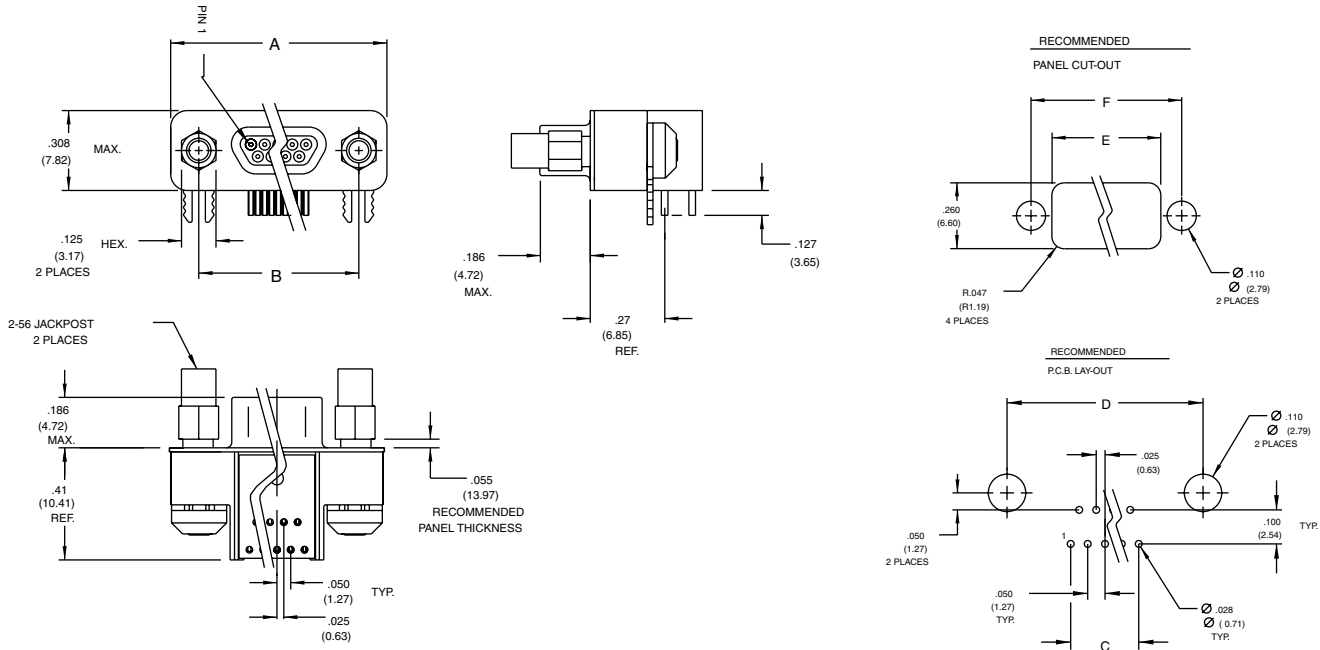 PIN 1
A
.308
(7.82)
MAX.
.125
(3.17)
HEX.
2 PLACES
B
.186
(4.72)
MAX.
.127
(3.65)
.27
(6.85)
REF.
RECOMMENDED
PANEL CUT-OUT
F
E
.260
(6.60)
R.047
(R1.19)
4 PLACES
Ø .110
Ø (2.79)
2 PLACES
2-56 JACKPOST
2 PLACES
.186
(4.72)
MAX.
.41
(10.41)
REF.
.055
(13.97)
RECOMMENDED
PANEL THICKNESS
.050
(1.27)
TYP.
.025
(0.63)
RECOMMENDED
P.C.B. LAY-OUT
D
Ø .110
Ø (2.79)
2 PLACES
.025
(0.63)
.050
(1.27)
2 PLACES
1
.100
(2.54)
TYP.
.050
(1.27)
TYP.
Ø .028
Ø ( 0.71)
TYP.
C